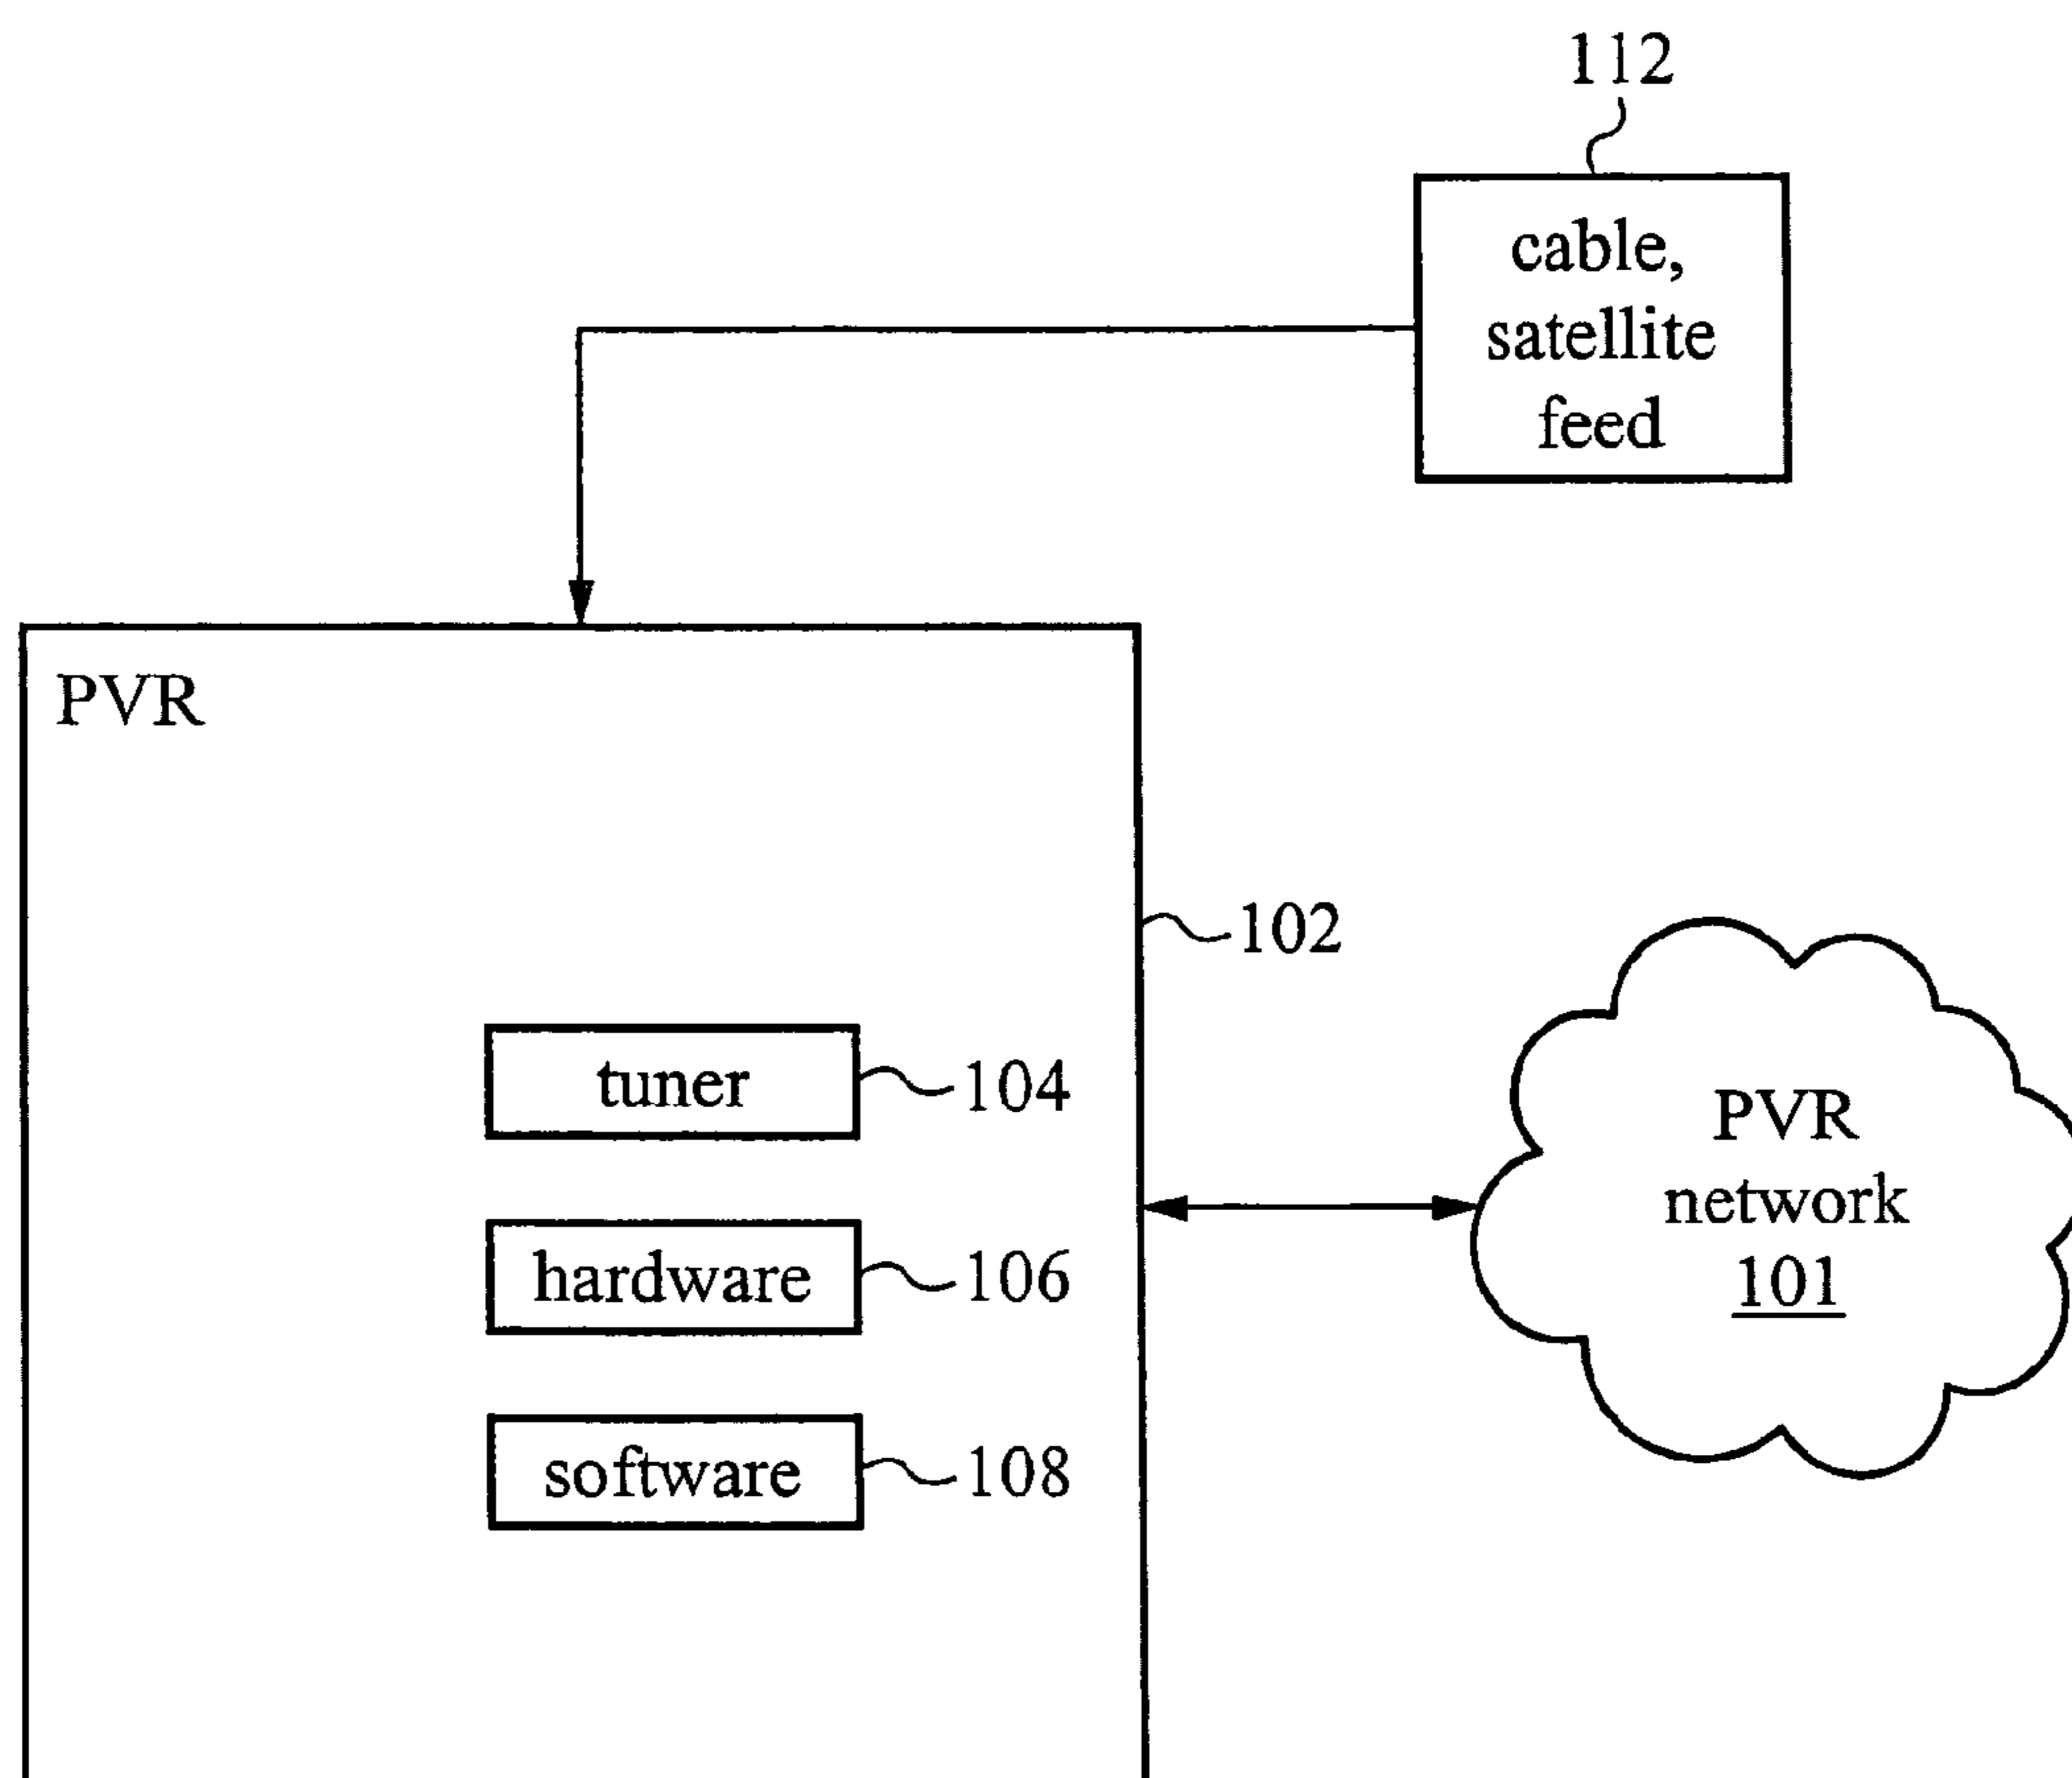 112
cable,
satellite
feed
PVR
102
tuner
104
hardware
106
software
108
PVR
network
101